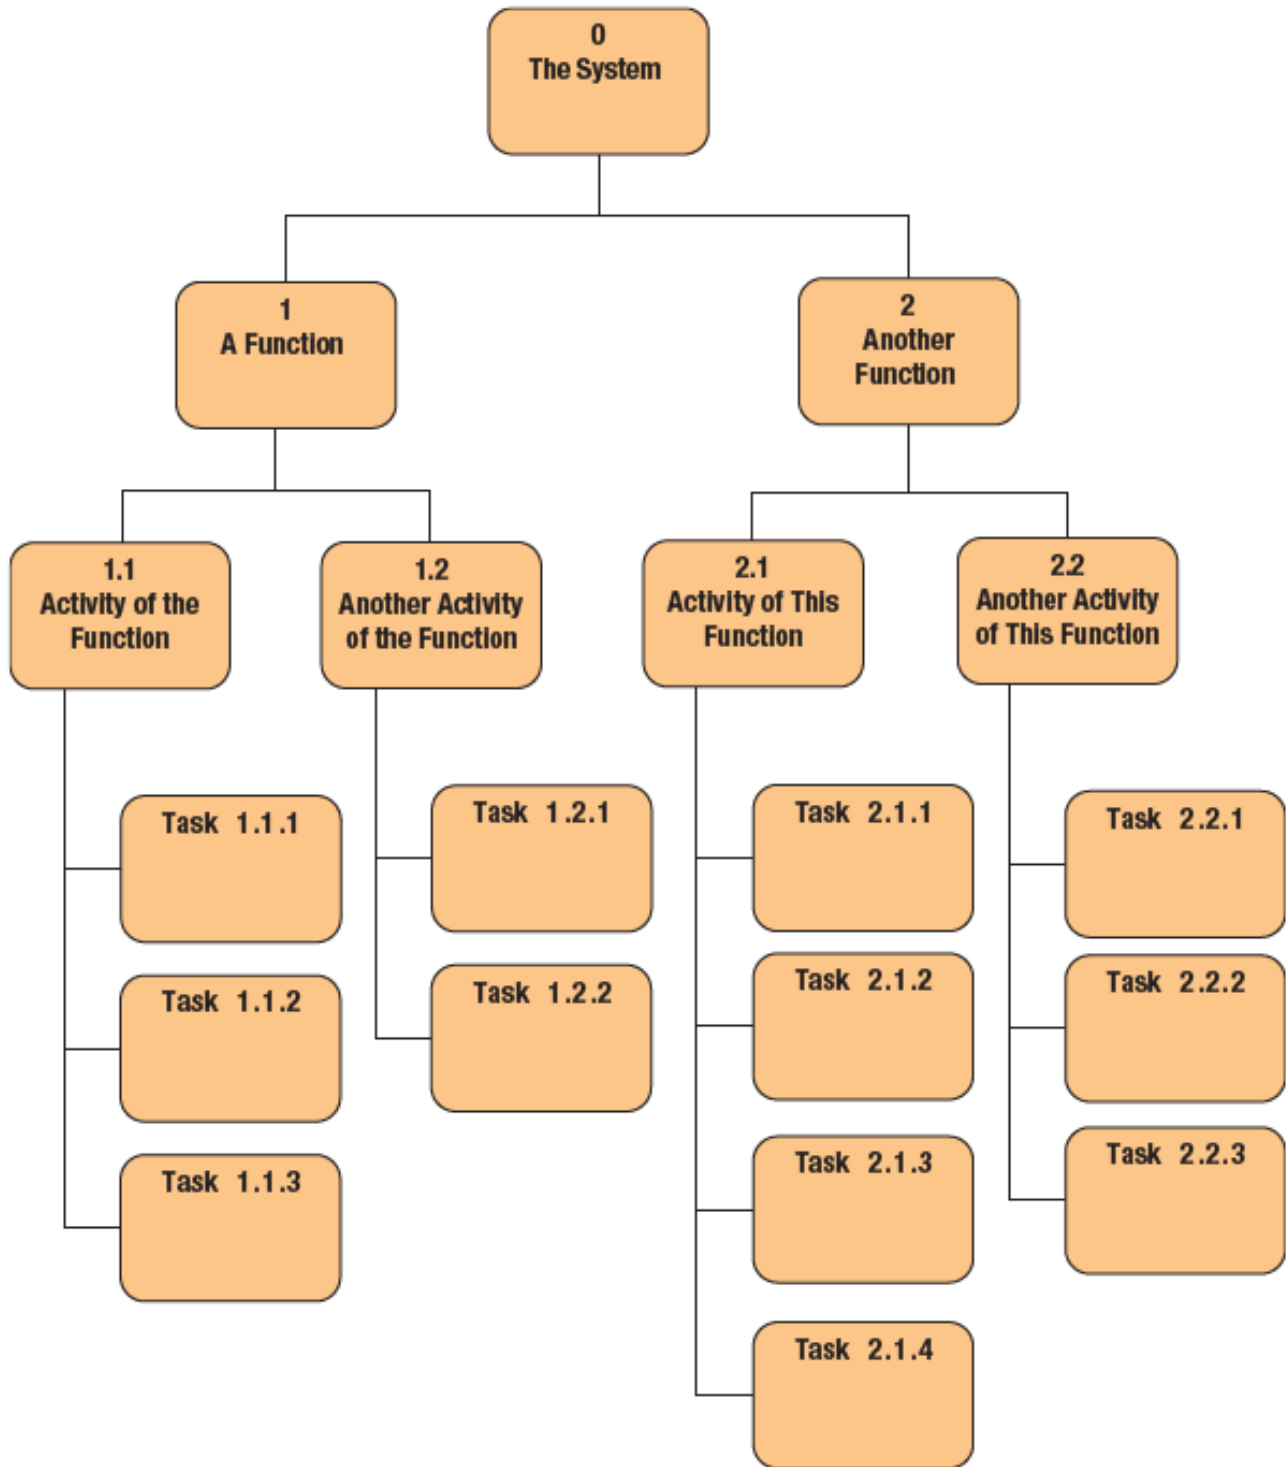 0
The System
1
A Function
2
Another
Function
1.1
Activity of the
Function
1.2
Another Activity
of the Function
2.1
Activity of This
Function
2.2
Another Activity
of This Function
Task 1.1.1
Task 1.1.2
Task 1.1.3
Task 1.2.1
Task 1.2.2
Task 2.1.1
Task 2.1.2
Task 2.1.3
Task 2.1.4
Task 2.2.1
Task 2.2.2
Task 2.2.3